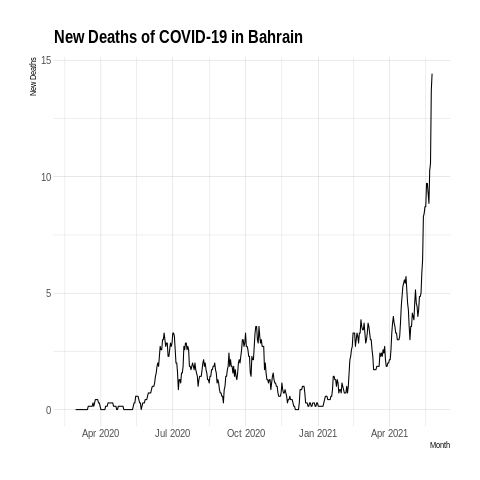 New Deaths of COVID-19 in Bahrain
New Deaths
15
10
5
0
Apr 2020 Jul 2020 Oct 2020 Jan 2021 Apr 2021
Month